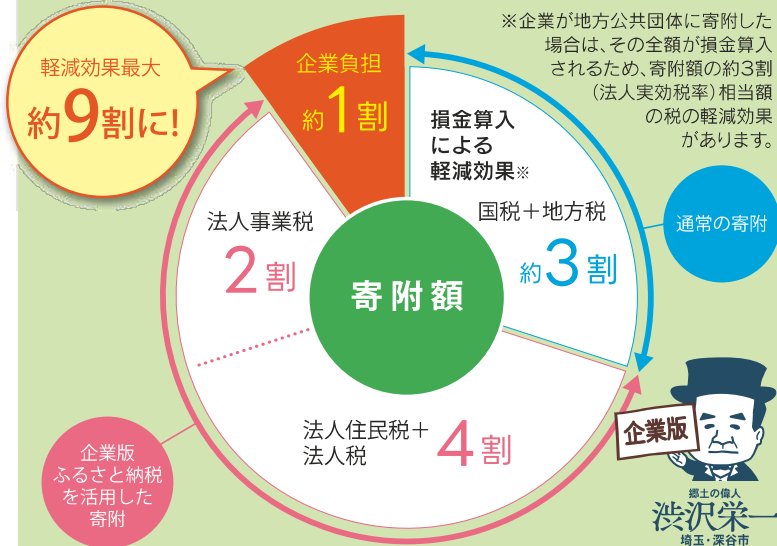 軽減効果最大
約9割に!
企業負担
約1割
※企業が地方公共団体に寄附した
場合は、その全額が損金算入
されるため、寄附額の約3割
(法人実効税率)相当額
の税の軽減効果
があります。
損金算入
による
軽減効果※
国税+地方税
約3割
通常の寄附
法人事業税
2割
寄附額
法人住民税+
法人税
4割
企業版
ふるさと納税
を活用した
寄附
企業版
郷土の偉人
渋沢栄一
埼玉・深谷市